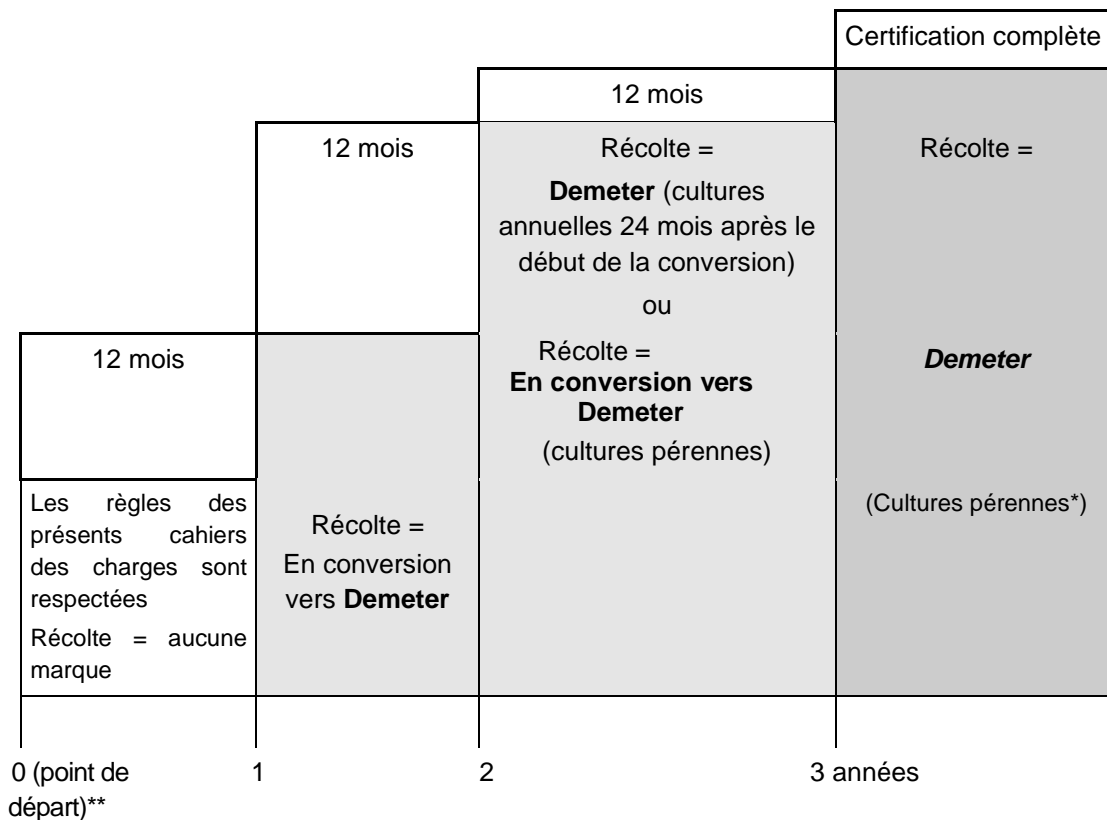 Certification complète
12 mois
12 mois
Récolte =
Récolte =
Demeter (cultures
annuelles 24 mois après le
début de la conversion)
ou
12 mois
Récolte =
En conversion vers
Demeter
(cultures pérennes)
Demeter
Les règles des
présents cahiers
des charges sont
respectées
Récolte = aucune
marque
Récolte =
En conversion
vers Demeter
(Cultures pérennes*)
0 (point de
départ)**
1
2
3 années